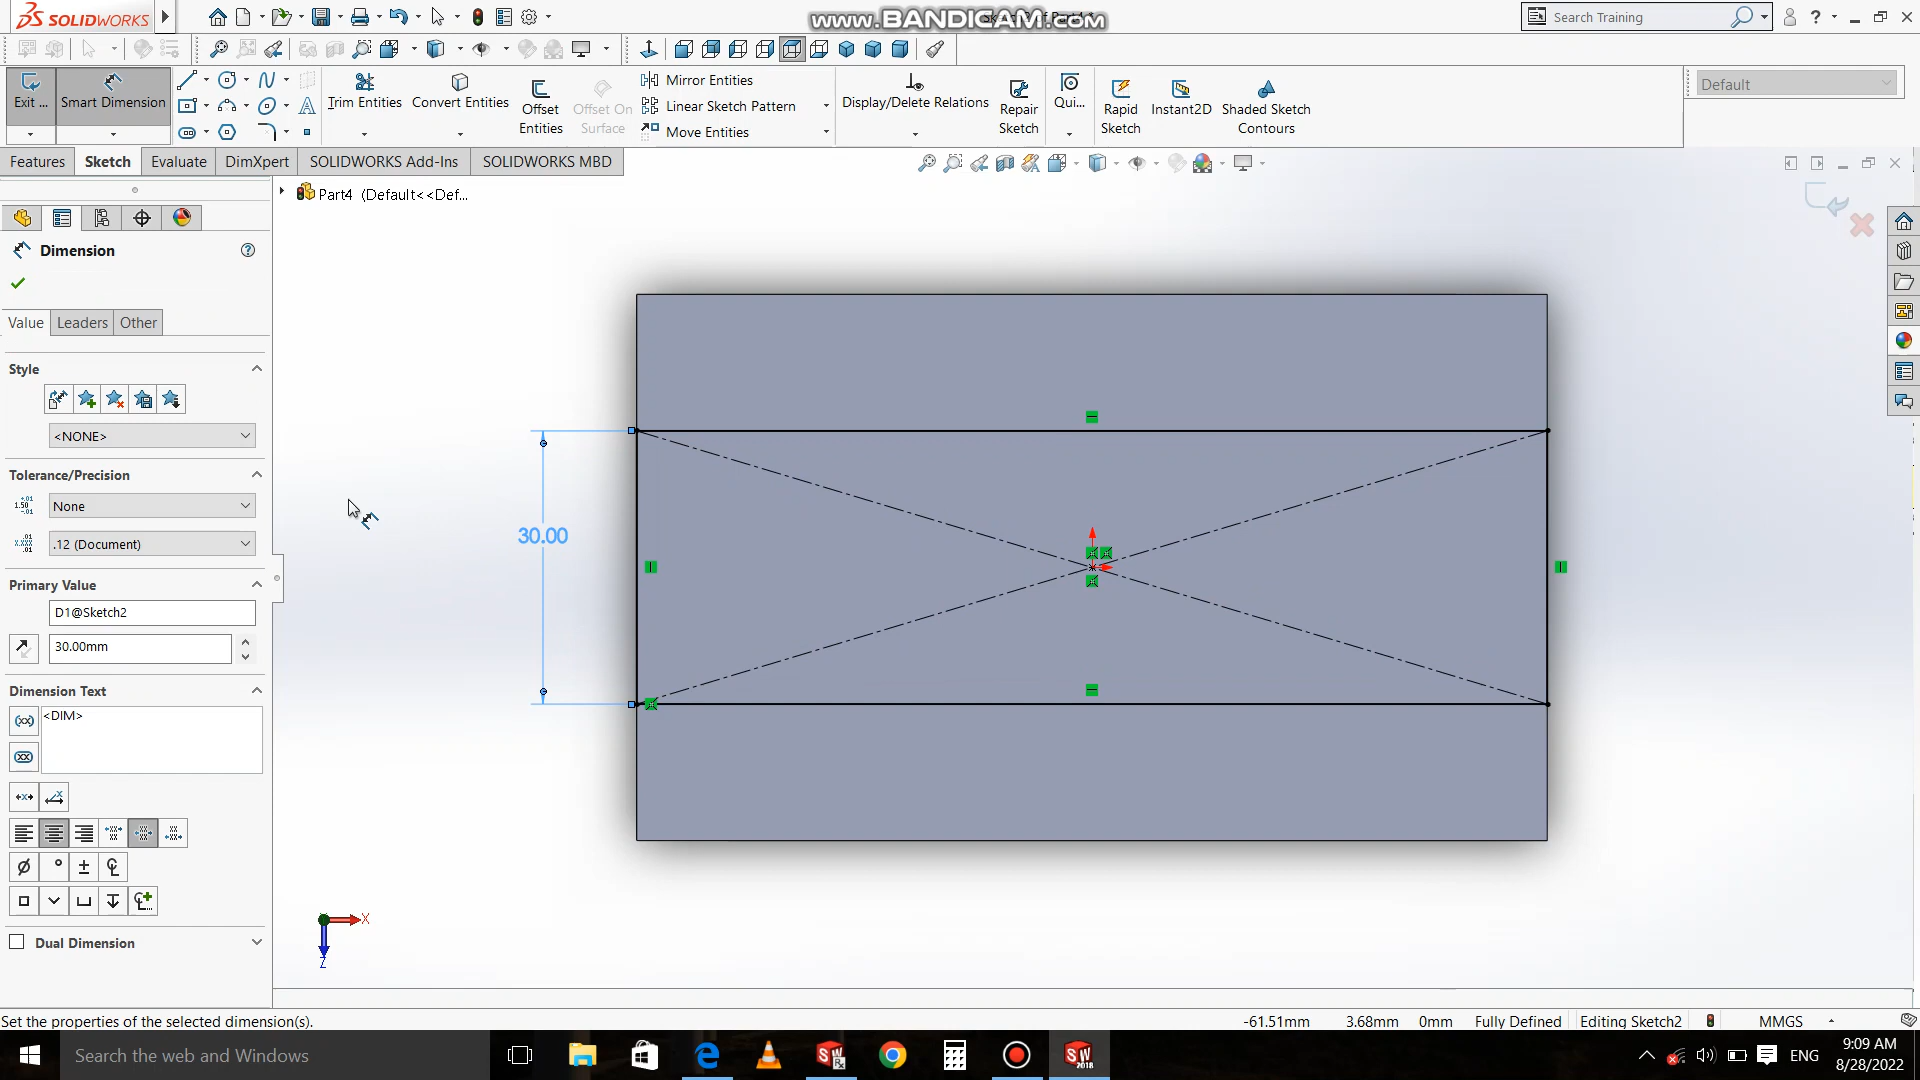 SOLIDWORKS
www.BANDICAM.com
Search Training
Exit ...
Smart Dimension
Trim Entities
Convert Entities
Offset Entities
Offset On Surface
Mirror Entities
Linear Sketch Pattern
Move Entities
Display/Delete Relations
Repair Sketch
Qui...
Rapid Sketch
Instant2D
Shaded Sketch Contours
Default
Features
Sketch
Evaluate
DimXpert
SOLIDWORKS Add-Ins
SOLIDWORKS MBD
Part4 (Default<<Def...
Dimension
Value
Leaders
Other
Style
<NONE>
Tolerance/Precision
None
.12 (Document)
Primary Value
D1@Sketch2
30.00mm
Dimension Text
<DIM>
Dual Dimension
30.00
X
Z
Set the properties of the selected dimension(s).
-61.51mm
3.68mm
0mm
Fully Defined
Editing Sketch2
MMGS
Search the web and Windows
ENG
9:09 AM
8/28/2022